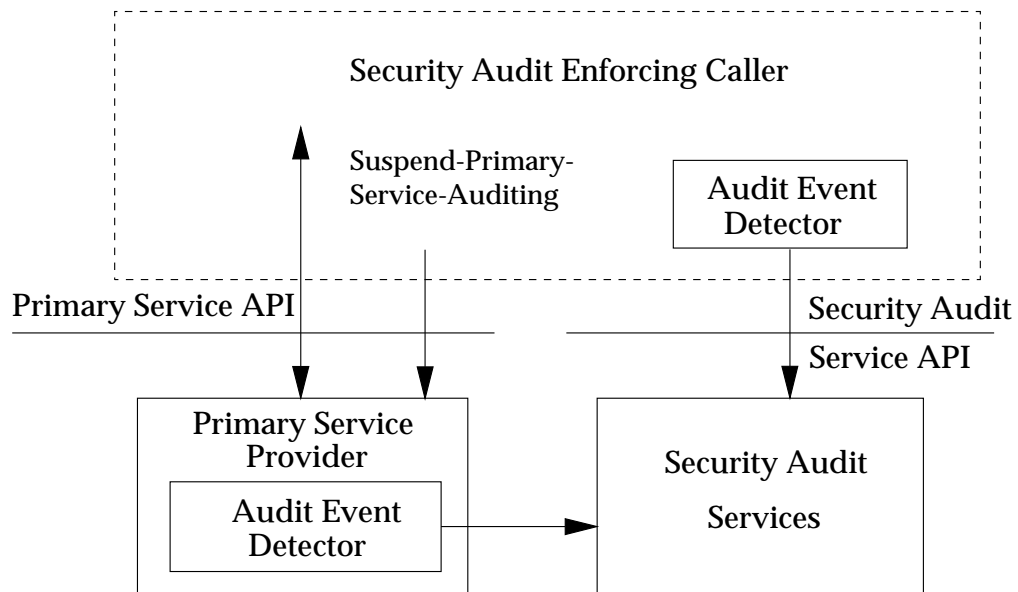 Security Audit Enforcing Caller
Suspend-Primary-
Service-Auditing
Audit Event
Detector
Primary Service API
Security Audit
Service API
Primary Service
Provider
Audit Event
Detector
Security Audit
Services